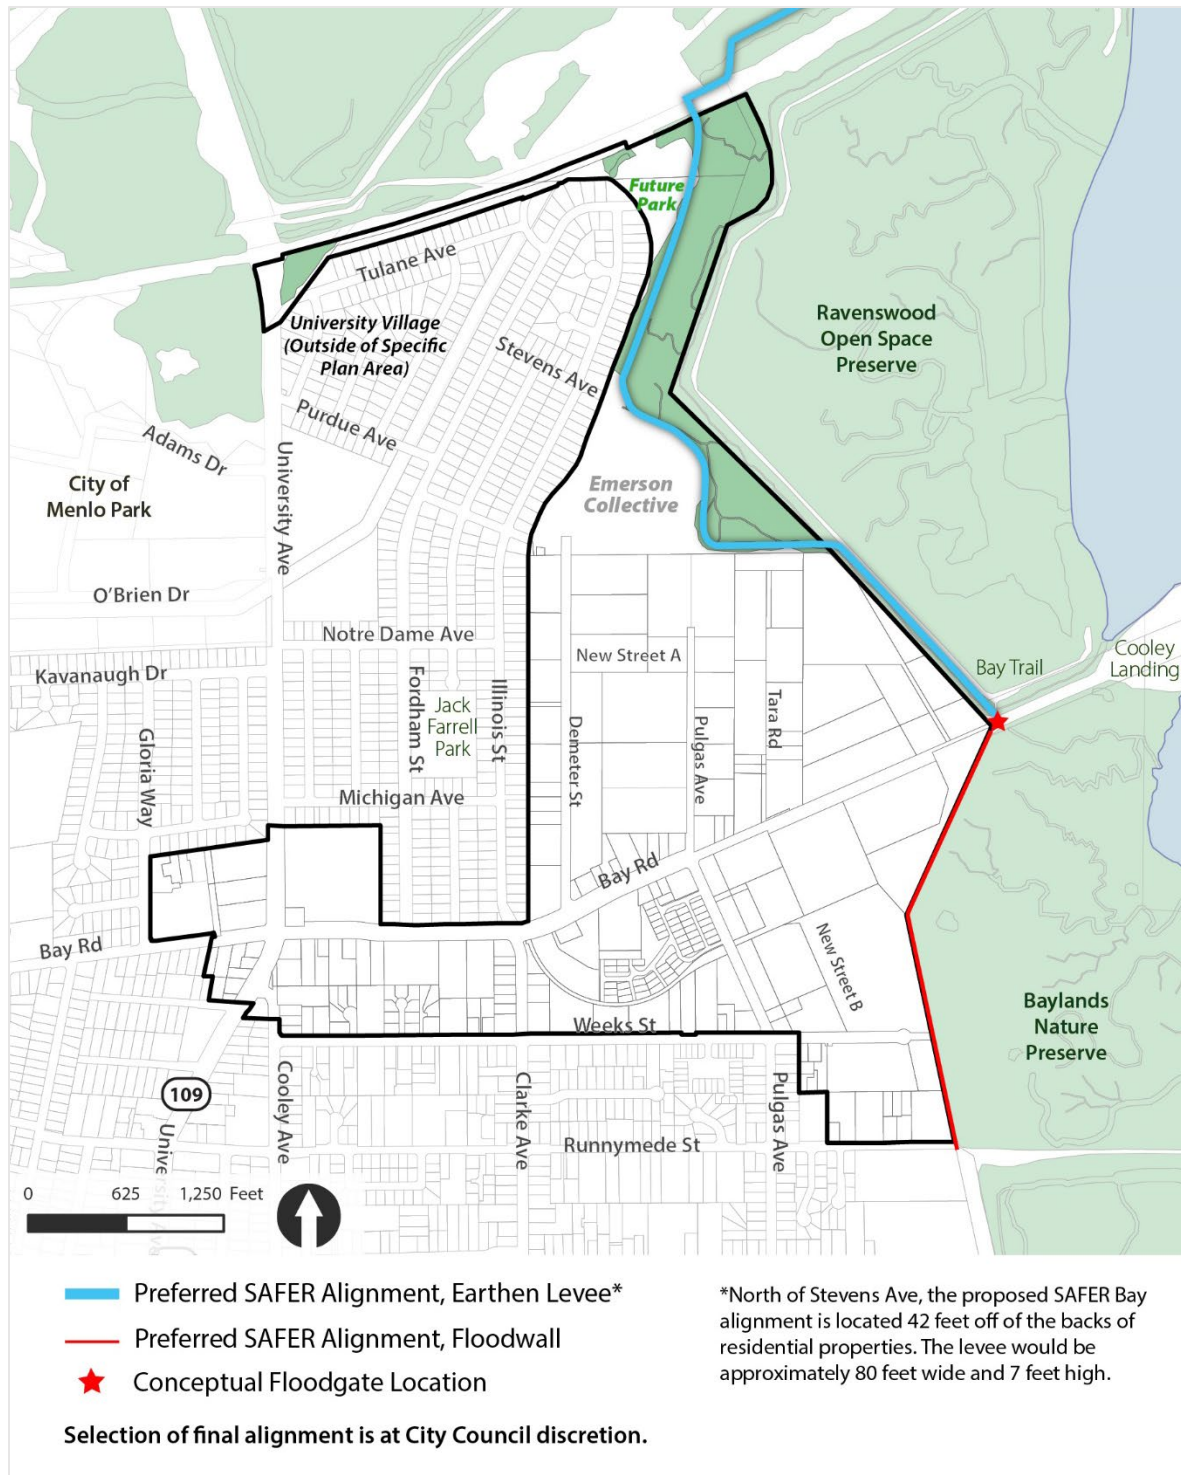 Future
Park
Tulane Ave
University Village
(Outside of Specific
Plan Area)
Stevens Ave
Ravenswood
Open Space
Preserve
Purdue Ave
Adams Dr
University Ave
City of
Menlo Park
Emerson
Collective
O'Brien Dr
Notre Dame Ave
New Street A
Cooley
Landing
Bay Trail
Kavanaugh Dr
Fordham St
Jack
Farrell
Park
Illinois St
Demeter St
Pulgas Ave
Tara Rd
Gloria Way
Michigan Ave
Bay Rd
Bay Rd
New Street B
Weeks St
Baylands
Nature
Preserve
109
Cooley Ave
Clarke Ave
Pulgas Ave
Runnymede St
University Ave
0 625 1,250 Feet
Preferred SAFER Alignment, Earthen Levee*
Preferred SAFER Alignment, Floodwall
Conceptual Floodgate Location
*North of Stevens Ave, the proposed SAFER Bay
alignment is located 42 feet off of the backs of
residential properties. The levee would be
approximately 80 feet wide and 7 feet high.
Selection of final alignment is at City Council discretion.